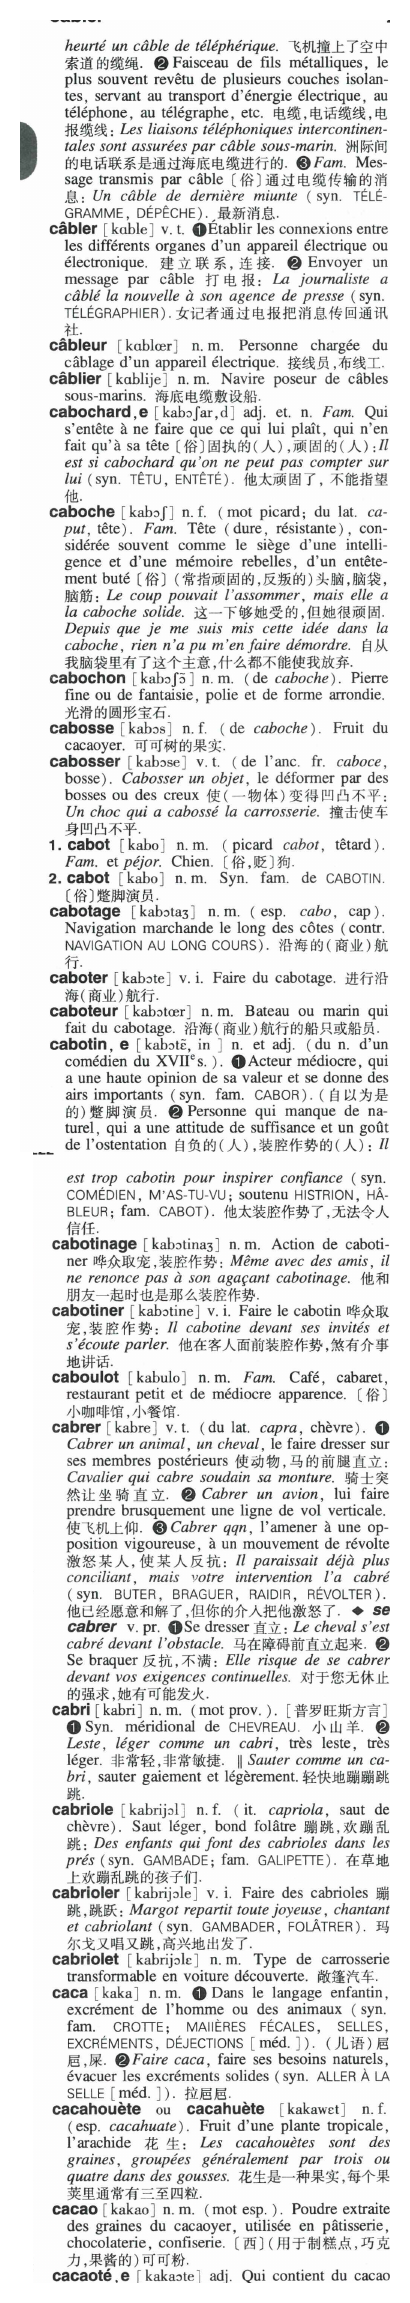 heurté un câble de téléphérique. 飞机撞上了空中
索道的缆绳. ❷ Faisceau de fils métalliques, le
plus souvent revêtu de plusieurs couches isolan-
tes, servant au transport d'énergie électrique, au
téléphone, au télégraphe, etc. 电缆,电话缆线,电
报缆线: Les liaisons téléphoniques intercontinen-
tales sont assurées par câble sous-marin. 洲际间
的电话联系是通过海底电缆进行的. ❸ Fam. Mes-
sage transmis par câble 〔俗〕通过电缆传输的消
息: Un câble de dernière miunte (syn. TÉLÉ-
GRAMME, DÉPÊCHE). 最新消息.
câbler [kɑble] v. t. ❶ Établir les connexions entre
les différents organes d'un appareil électrique ou
électronique. 建立联系, 连接. ❷ Envoyer un
message par câble 打电报: La journaliste a
câblé la nouvelle à son agence de presse (syn.
TÉLÉGRAPHIER). 女记者通过电报把消息传回通讯
社.
câbleur [kɑblœr] n. m. Personne chargée du
câblage d'un appareil électrique. 接线员,布线工.
câblier [kɑblije] n. m. Navire poseur de câbles
sous-marins. 海底电缆敷设船.
cabochard, e [kabɔʃar,d] adj. et. n. Fam. Qui
s'entête à ne faire que ce qui lui plaît, qui n'en
fait qu'à sa tête 〔俗〕固执的(人),顽固的(人): Il
est si cabochard qu'on ne peut pas compter sur
lui (syn. TÊTU, ENTÊTÉ). 他太顽固了, 不能指望
他.
caboche [kabɔʃ] n. f. (mot picard; du lat. ca-
put, tête). Fam. Tête (dure, résistante), con-
sidérée souvent comme le siège d'une intelli-
gence et d'une mémoire rebelles, d'un entête-
ment buté 〔俗〕(常指顽固的,反叛的)头脑,脑袋,
脑筋: Le coup pouvait l'assommer, mais elle a
la caboche solide. 这一下够她受的,但她很顽固.
Depuis que je me suis mis cette idée dans la
caboche, rien n'a pu m'en faire démordre. 自从
我脑袋里有了这个主意,什么都不能使我放弃.
cabochon [kabɔʃɔ̃] n. m. (de caboche). Pierre
fine ou de fantaisie, polie et de forme arrondie.
光滑的圆形宝石.
cabosse [kabɔs] n. f. (de caboche). Fruit du
cacaoyer. 可可树的果实.
cabosser [kabɔse] v. t. (de l'anc. fr. caboce,
bosse). Cabosser un objet, le déformer par des
bosses ou des creux 使(一物体)变得凹凸不平:
Un choc qui a cabossé la carrosserie. 撞击使车
身凹凸不平.
1. cabot [kabo] n. m. (picard cabot, têtard).
Fam. et péjor. Chien. 〔俗,贬〕狗.
2. cabot [kabo] n. m. Syn. fam. de CABOTIN.
〔俗〕蹩脚演员.
cabotage [kabɔtaʒ] n. m. (esp. cabo, cap).
Navigation marchande le long des côtes (contr.
NAVIGATION AU LONG COURS). 沿海的(商业)航
行.
caboter [kabɔte] v. i. Faire du cabotage. 进行沿
海(商业)航行.
caboteur [kabɔtœr] n. m. Bateau ou marin qui
fait du cabotage. 沿海(商业)航行的船只或船员.
cabotin, e [kabɔtɛ̃, in ] n. et adj. (du n. d'un
comédien du XVIIe s.). ❶ Acteur médiocre, qui
a une haute opinion de sa valeur et se donne des
airs importants (syn. fam. CABOR). (自以为是
的)蹩脚演员. ❷ Personne qui manque de na-
turel, qui a une attitude de suffisance et un goût
de l'ostentation 自负的(人),装腔作势的(人): Il
est trop cabotin pour inspirer confiance (syn.
COMÉDIEN, M'AS-TU-VU; soutenu HISTRION, HÂ-
BLEUR; fam. CABOT). 他太装腔作势了,无法令人
信任.
cabotinage [kabɔtinaʒ] n. m. Action de caboti-
ner 哗众取宠,装腔作势: Même avec des amis, il
ne renonce pas à son agaçant cabotinage. 他和
朋友一起时也是那么装腔作势.
cabotiner [kabɔtine] v. i. Faire le cabotin 哗众取
宠,装腔作势: Il cabotine devant ses invités et
s'écoute parler. 他在客人面前装腔作势,煞有介事
地讲话.
caboulot [kabulo] n. m. Fam. Café, cabaret,
restaurant petit et de médiocre apparence. 〔俗〕
小咖啡馆,小餐馆.
cabrer [kabre] v. t. (du lat. capra, chèvre). ❶
Cabrer un animal, un cheval, le faire dresser sur
ses membres postérieurs 使动物,马的前腿直立:
Cavalier qui cabre soudain sa monture. 骑士突
然让坐骑直立. ❷ Cabrer un avion, lui faire
prendre brusquement une ligne de vol verticale.
使飞机上仰. ❸ Cabrer qqn, l'amener à une op-
position vigoureuse, à un mouvement de révolte
激怒某人, 使某人反抗: Il paraissait déjà plus
conciliant, mais votre intervention l'a cabré
(syn. BUTER, BRAGUER, RAIDIR, RÉVOLTER).
他已经愿意和解了,但你的介入把他激怒了. ◆ se
cabrer v. pr. ❶ Se dresser 直立: Le cheval s'est
cabré devant l'obstacle. 马在障碍前直立起来. ❷
Se braquer 反抗,不满: Elle risque de se cabrer
devant vos exigences continuelles. 对于您无休止
的强求,她有可能发火.
cabri [kabri] n. m. (mot prov.). [普罗旺斯方言]
❶ Syn. méridional de CHEVREAU. 小山羊. ❷
Leste, léger comme un cabri, très leste, très
léger. 非常轻,非常敏捷. ‖ Sauter comme un ca-
bri, sauter gaiement et légèrement. 轻快地蹦蹦跳
跳.
cabriole [kabrijɔl] n. f. (it. capriola, saut de
chèvre). Saut léger, bond folâtre 蹦跳,欢蹦乱
跳: Des enfants qui font des cabrioles dans les
prés (syn. GAMBADE; fam. GALIPETTE). 在草地
上欢蹦乱跳的孩子们.
cabrioler [kabrijɔle] v. i. Faire des cabrioles 蹦
跳,跳跃: Margot repartit toute joyeuse, chantant
et cabriolant (syn. GAMBADER, FOLÂTRER). 玛
尔戈又唱又跳,高兴地出发了.
cabriolet [kabrijɔle] n. m. Type de carrosserie
transformable en voiture découverte. 敞篷汽车.
caca [kaka] n. m. ❶ Dans le langage enfantin,
excrément de l'homme ou des animaux (syn.
fam. CROTTE; MAIIÈRES FÉCALES, SELLES,
EXCRÉMENTS, DÉJECTIONS [méd.]). (儿语)㞎
㞎,屎. ❷ Faire caca, faire ses besoins naturels,
évacuer les excréments solides (syn. ALLER À LA
SELLE [méd.]). 拉㞎㞎.
cacahouète ou cacahuète [kakawɛt] n. f.
(esp. cacahuate). Fruit d'une plante tropicale,
l'arachide 花生: Les cacahouètes sont des
graines, groupées généralement par trois ou
quatre dans des gousses. 花生是一种果实,每个果
荚里通常有三至四粒.
cacao [kakao] n. m. (mot esp.). Poudre extraite
des graines du cacaoyer, utilisée en pâtisserie,
chocolaterie, confiserie. 〔西〕(用于制糕点,巧克
力,果酱的)可可粉.
cacaoté, e [kakaɔte] adj. Qui contient du cacao